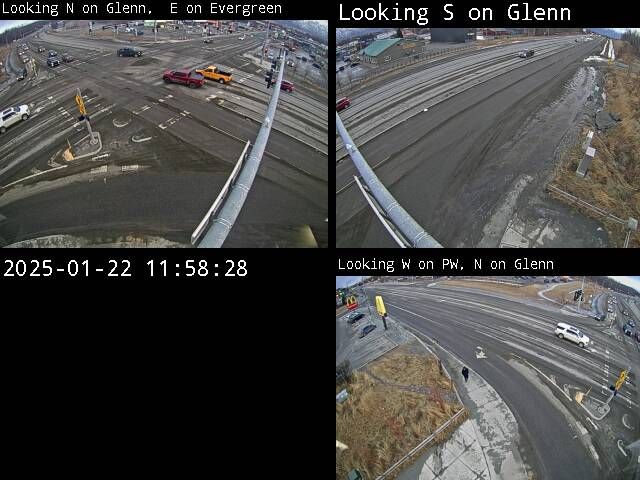 Looking N on Glenn,  E on Evergreen
Looking S on Glenn
2025-01-22 11:58:28
Looking W on PW, N on Glenn